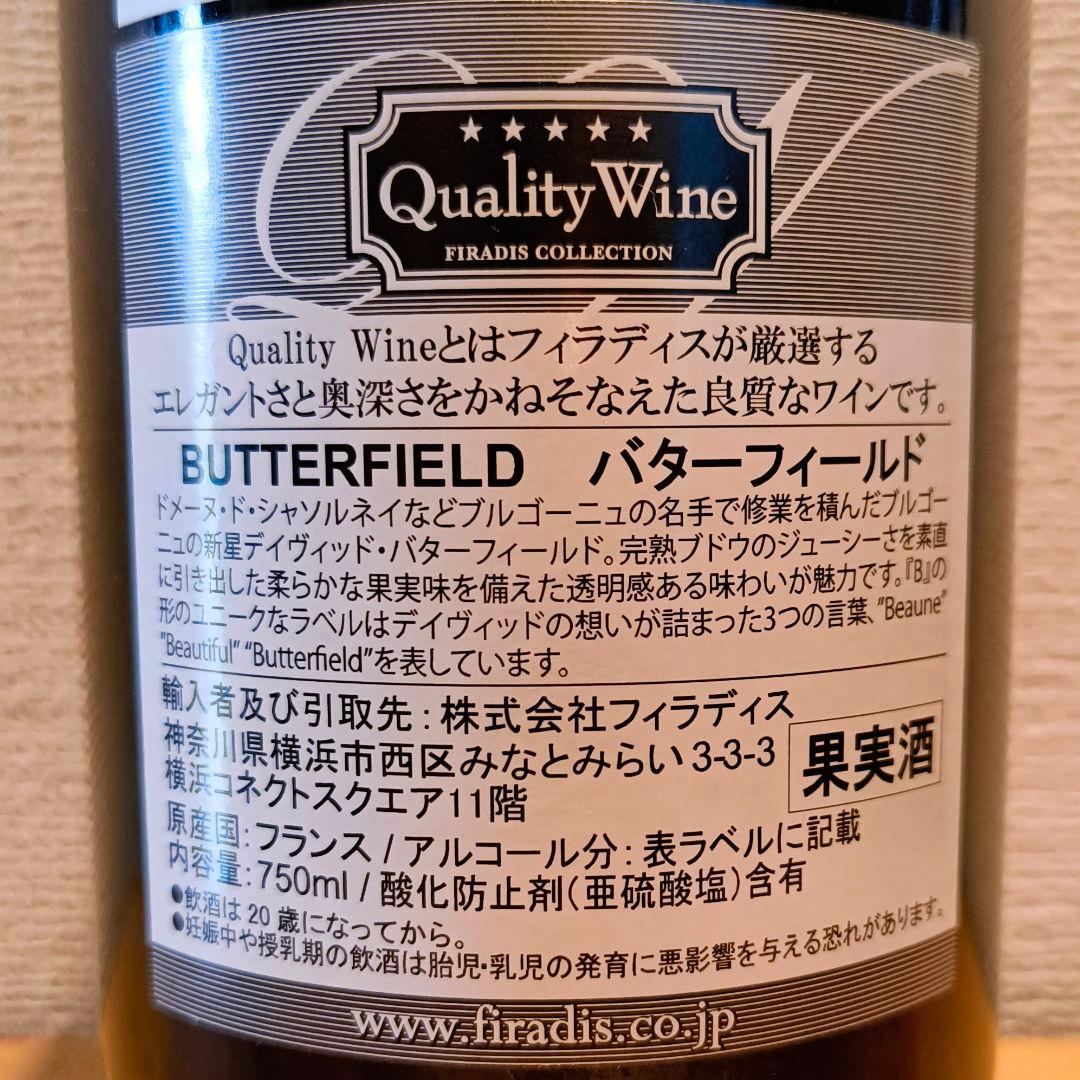 Quality Wine
FIRADIS COLLECTION
Quality Wineとはフィラディスが厳選する
エレガントさと奥深さをかねそなえた良質なワインです。
BUTTERFIELD バターフィールド
ドメーヌ・ド・シャソルネイなどブルゴーニュの名手で修業を積んだブルゴー
ニュの新星デイヴィッド・バターフィールド。完熟ブドウのジューシーさを素直
に引き出した柔らかな果実味を備えた透明感ある味わいが魅力です。『B』の
形のユニークなラベルはデイヴィッドの想いが詰まった3つの言葉、"Beaune"
"Beautiful" "Butterfield"を表しています。
輸入者及び引取先:株式会社フィラディス
神奈川県横浜市西区みなとみらい3-3-3
横浜コネクトスクエア11階
果実酒
原産国:フランス / アルコール分:表ラベルに記載
内容量:750ml / 酸化防止剤(亜硫酸塩)含有
●飲酒は20歳になってから。
●妊娠中や授乳期の飲酒は胎児・乳児の発育に悪影響を与える恐れがあります。
www.firadis.co.jp